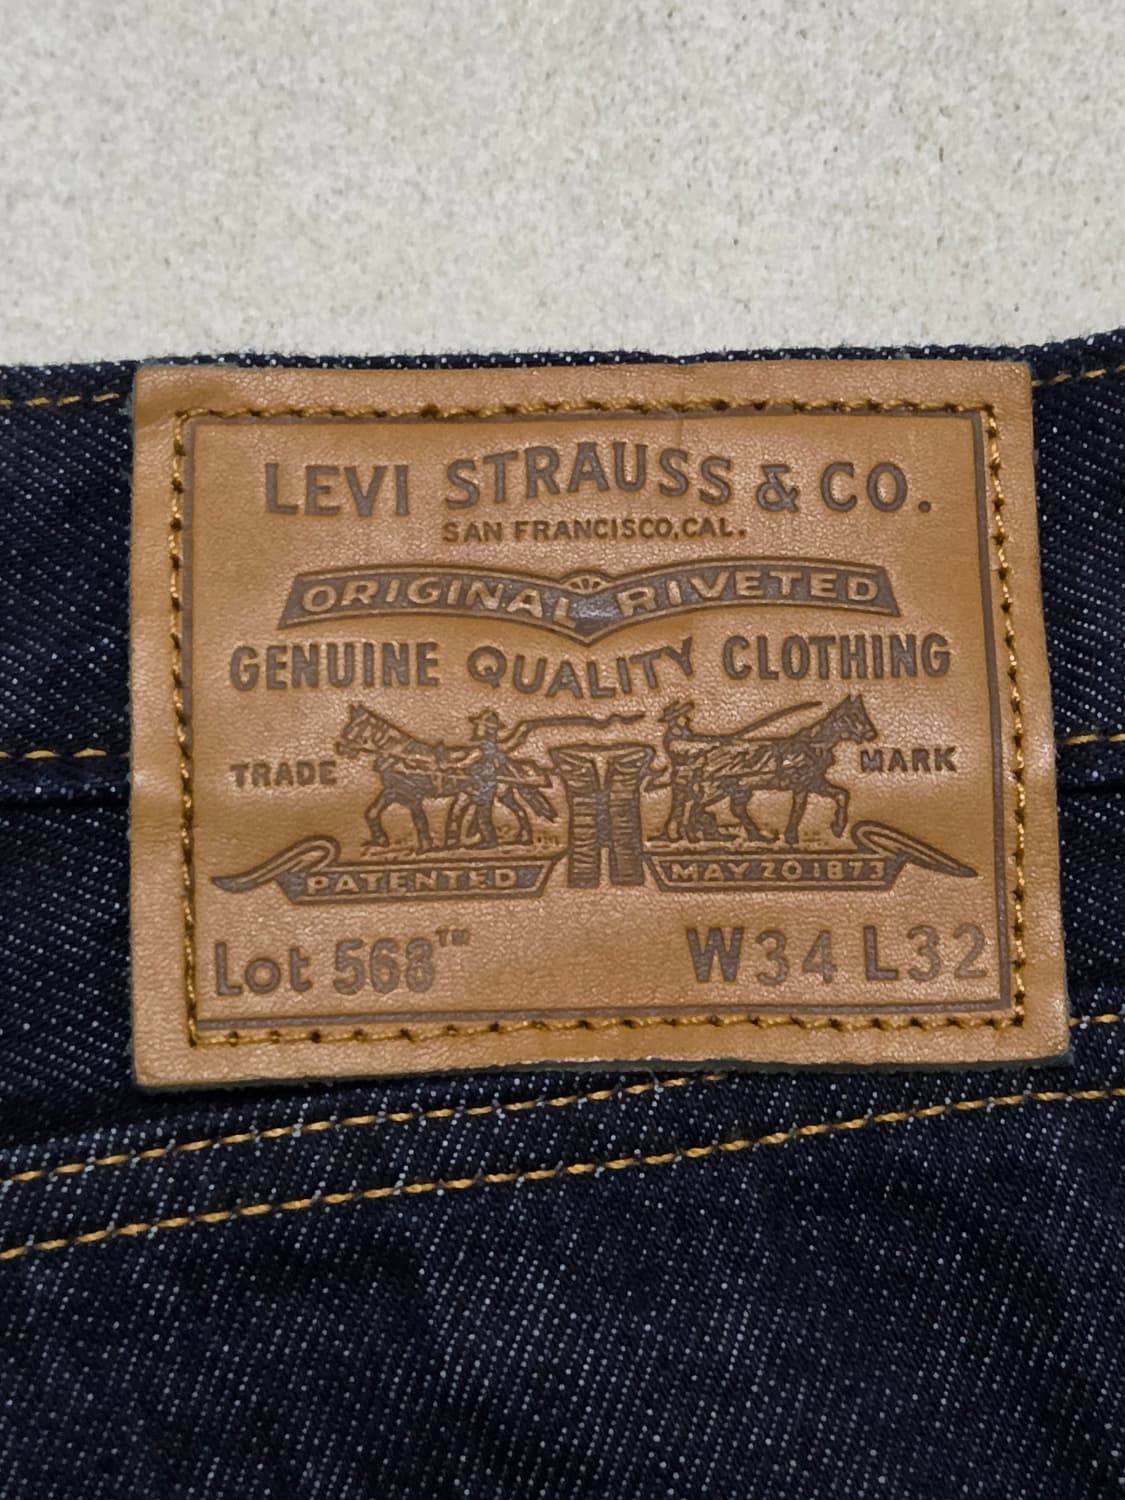 LEVI STRAUSS & CO.
SAN FRANCISCO, CAL.
ORIGINAL RIVETED
GENUINE QUALITY CLOTHING
TRADE MARK
PATENTED MAY 20 1873
Lot 568™ W34 L32